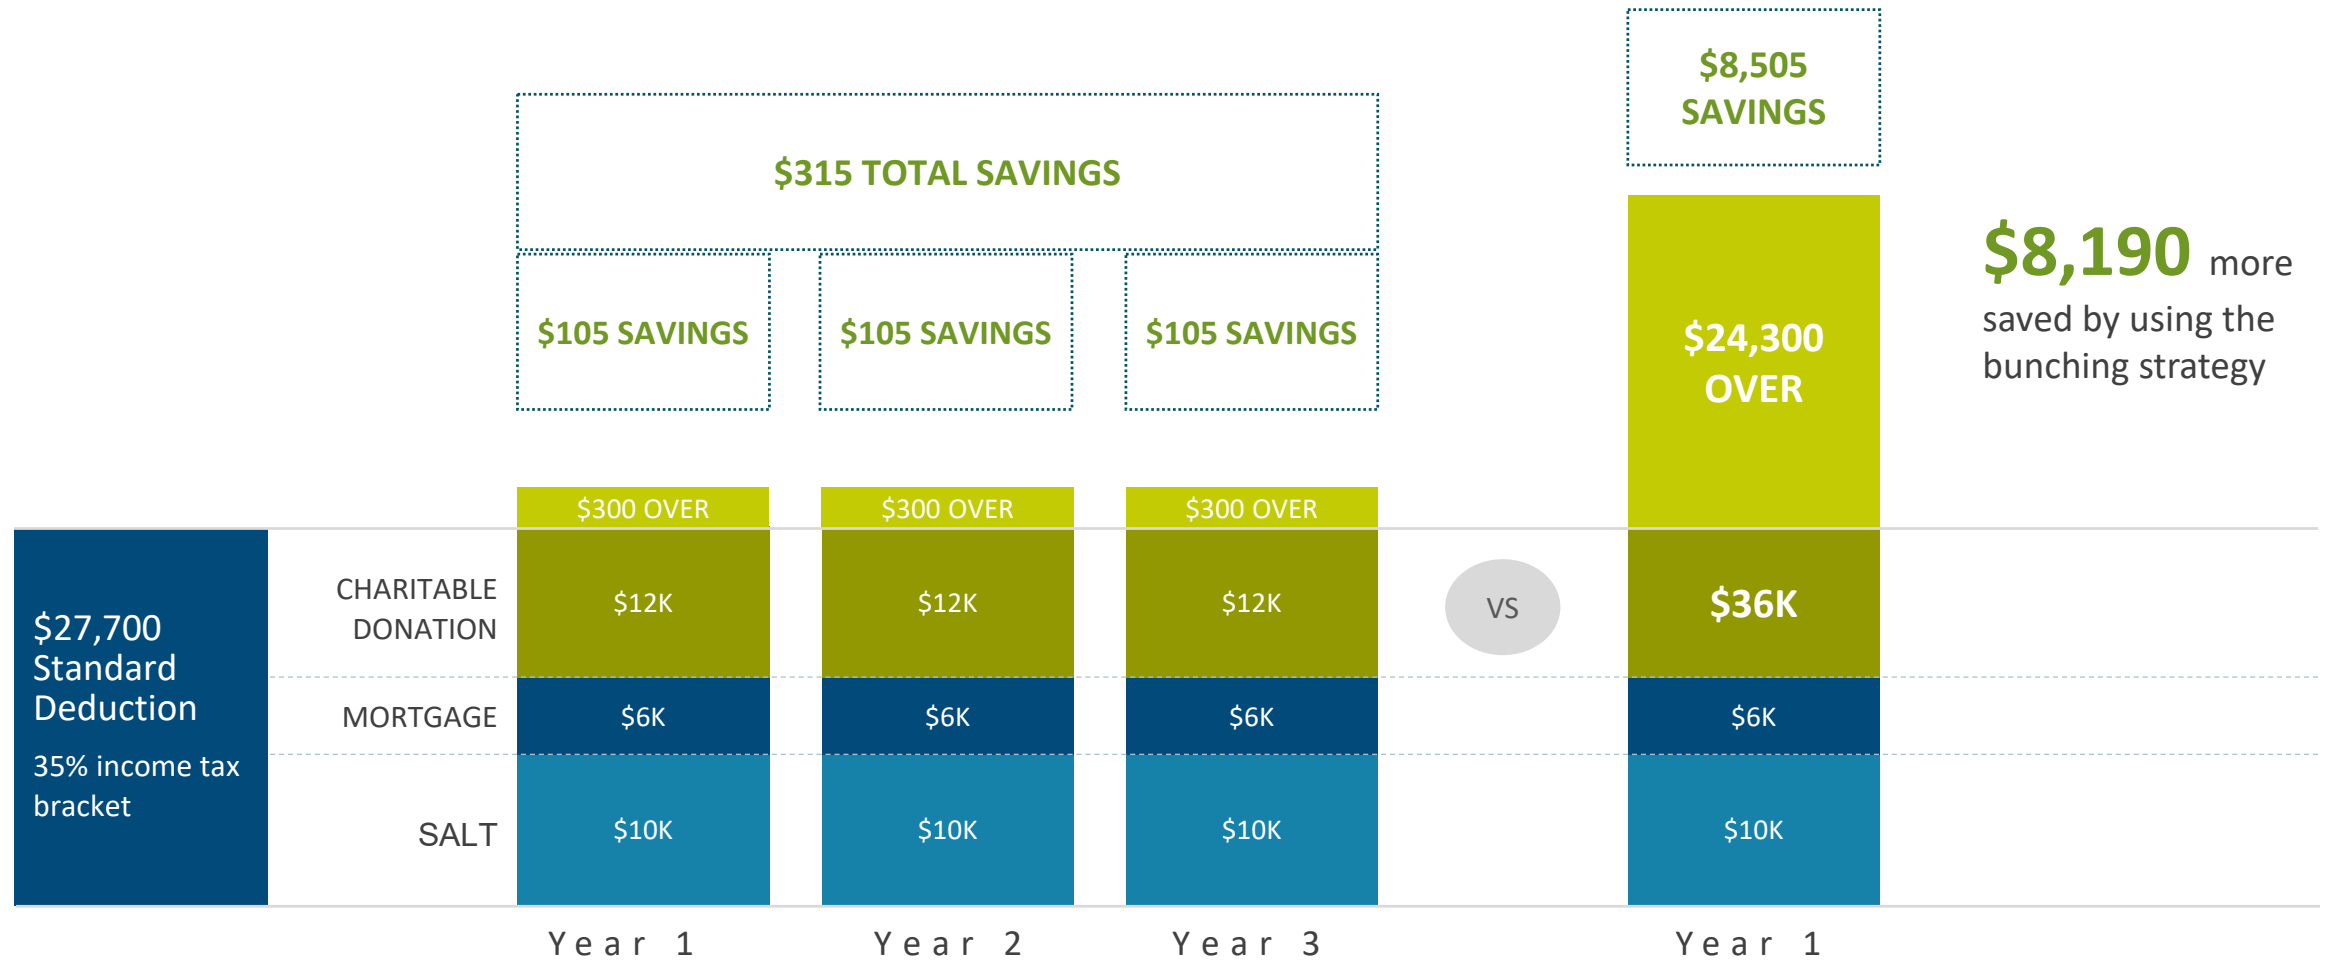 $8,505
SAVINGS
$315 TOTAL SAVINGS
$105 SAVINGS
$105 SAVINGS
$105 SAVINGS
$8,190 more
saved by using the
bunching strategy
$24,300
OVER
$300 OVER
$300 OVER
$300 OVER
$27,700
Standard
Deduction
35% income tax
bracket
CHARITABLE
DONATION
$12K
$12K
$12K
VS
$36K
MORTGAGE
$6K
$6K
$6K
$6K
SALT
$10K
$10K
$10K
$10K
Year 1
Year 2
Year 3
Year 1